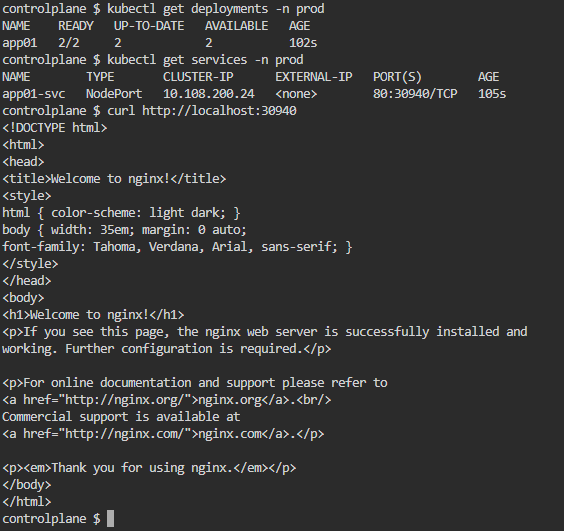 controlplane $ kubectl get deployments -n prod
NAME    READY   UP-TO-DATE   AVAILABLE   AGE
app01   2/2     2            2           102s
controlplane $ kubectl get services -n prod
NAME        TYPE       CLUSTER-IP      EXTERNAL-IP   PORT(S)        AGE
app01-svc   NodePort   10.108.200.24   <none>        80:30940/TCP   105s
controlplane $ curl http://localhost:30940
<!DOCTYPE html>
<html>
<head>
<title>Welcome to nginx!</title>
<style>
html { color-scheme: light dark; }
body { width: 35em; margin: 0 auto;
font-family: Tahoma, Verdana, Arial, sans-serif; }
</style>
</head>
<body>
<h1>Welcome to nginx!</h1>
<p>If you see this page, the nginx web server is successfully installed and
working. Further configuration is required.</p>

<p>For online documentation and support please refer to
<a href="http://nginx.org/">nginx.org</a>.<br/>
Commercial support is available at
<a href="http://nginx.com/">nginx.com</a>.</p>

<p><em>Thank you for using nginx.</em></p>
</body>
</html>
controlplane $